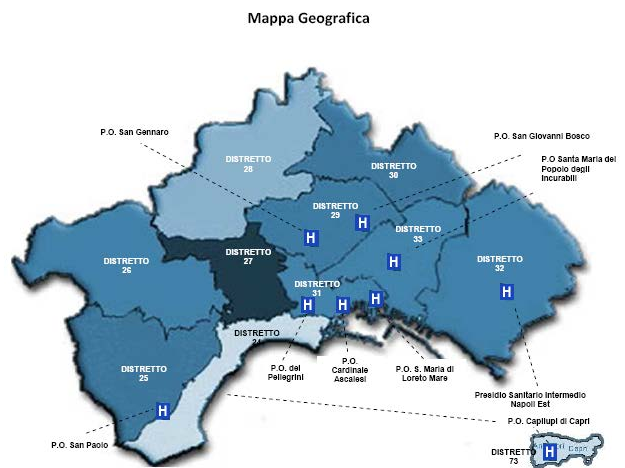 Mappa Geografica
P.O. San Gennaro
P.O. San Giovanni Bosco
P.O Santa Maria del
Popolo degli
Incurabili
DISTRETTO
28
DISTRETTO
30
DISTRETTO
29
H
H
DISTRETTO
33
DISTRETTO
26
DISTRETTO
27
H
DISTRETTO
32
DISTRETTO
31
H
H
H
H
DISTRETTO
24
DISTRETTO
25
P.O. dei
Pellegrini
P.O.
Cardinale
Ascalesi
P.O. S. Maria di
Loreto Mare
Presidio Sanitario Intermedio
Napoli Est
H
P.O. San Paolo
P.O. Capilupi di Capri
DISTRETTO
73
H
Capri